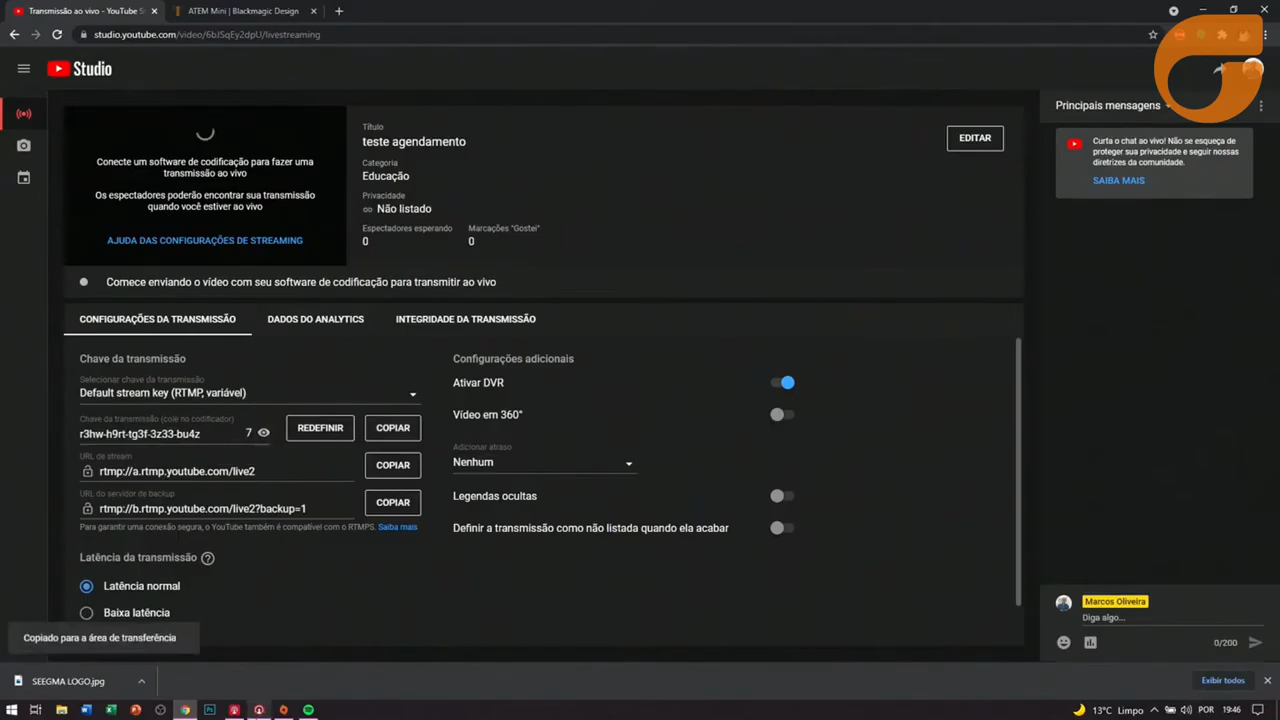 Transmissão ao vivo - YouTube S
ATEM Mini | Blackmagic Design
studio.youtube.com/video/6bJSqEy2dpU/livestreaming
Studio
Conecte um software de codificação para fazer uma
transmissão ao vivo
Os espectadores poderão encontrar sua transmissão
quando você estiver ao vivo
AJUDA DAS CONFIGURAÇÕES DE STREAMING
Título
teste agendamento
Categoria
Educação
Privacidade
Não listado
Espectadores esperando
0
Marcações "Gostei"
0
EDITAR
Comece enviando o vídeo com seu software de codificação para transmitir ao vivo
CONFIGURAÇÕES DA TRANSMISSÃO
DADOS DO ANALYTICS
INTEGRIDADE DA TRANSMISSÃO
Chave da transmissão
Selecionar chave da transmissão
Default stream key (RTMP, variável)
Chave da transmissão (cole no codificador)
r3hw-h9rt-tg3f-3z33-bu4z
7
REDEFINIR
COPIAR
URL de stream
rtmp://a.rtmp.youtube.com/live2
COPIAR
URL do servidor de backup
rtmp://b.rtmp.youtube.com/live2?backup=1
COPIAR
Para garantir uma conexão segura, o YouTube também é compatível com o RTMPS. Saiba mais
Latência da transmissão
Latência normal
Baixa latência
Configurações adicionais
Ativar DVR
Vídeo em 360°
Adicionar atraso
Nenhum
Legendas ocultas
Definir a transmissão como não listada quando ela acabar
Principais mensagens
Curta o chat ao vivo! Não se esqueça de
proteger sua privacidade e seguir nossas
diretrizes da comunidade.
SAIBA MAIS
Marcos Oliveira
Diga algo...
0/200
Copiado para a área de transferência
SEEGMA LOGO.jpg
Exibir todos
13°C Limpo
POR
19:46